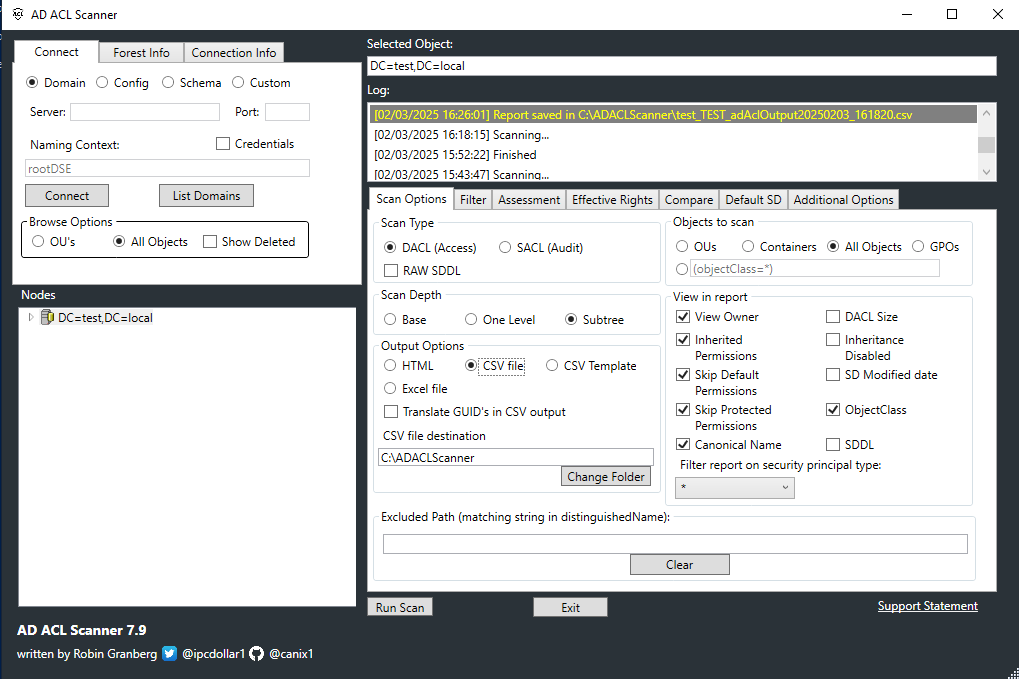 ACL AD ACL Scanner
Connect Forest Info Connection Info
Domain Config Schema Custom
Server: Port:
Naming Context: Credentials
rootDSE
Connect List Domains
Browse Options
OU's All Objects Show Deleted
Nodes
DC=test,DC=local
Selected Object:
DC=test,DC=local
Log:
[02/03/2025 16:26:01] Report saved in C:\ADACLScanner\test_TEST_adAclOutput20250203_161820.csv
[02/03/2025 16:18:15] Scanning...
[02/03/2025 15:52:22] Finished
[02/03/2025 15:43:47] Scanning...
Scan Options Filter Assessment Effective Rights Compare Default SD Additional Options
Scan Type
DACL (Access) SACL (Audit)
RAW SDDL
Scan Depth
Base One Level Subtree
Output Options
HTML CSV file CSV Template
Excel file
Translate GUID's in CSV output
CSV file destination
C:\ADACLScanner
Change Folder
Objects to scan
OUs Containers All Objects GPOs
(objectClass=*)
View in report
View Owner DACL Size
Inherited Permissions Inheritance Disabled
Skip Default Permissions SD Modified date
Skip Protected Permissions ObjectClass
Canonical Name SDDL
Filter report on security principal type:
*
Excluded Path (matching string in distinguishedName):
Clear
Run Scan Exit Support Statement
AD ACL Scanner 7.9
written by Robin Granberg @ipcdollar1 @canix1